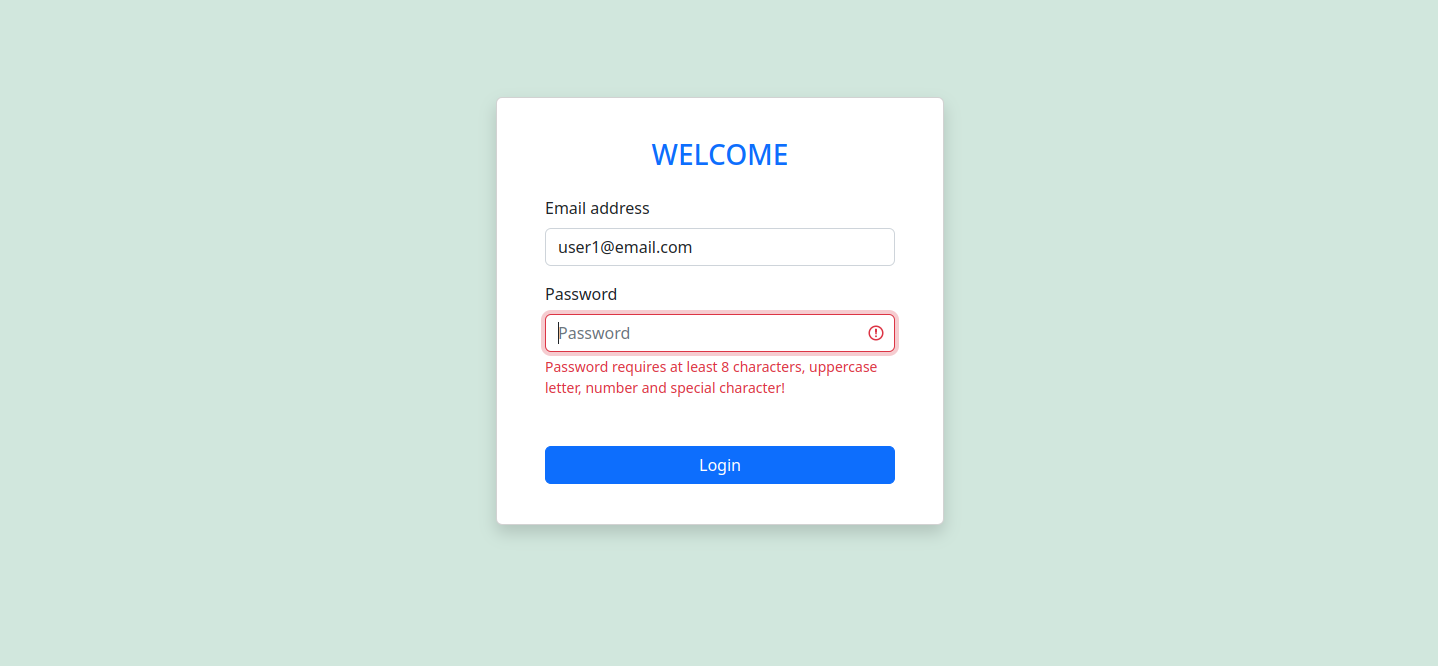 WELCOME
Email address
user1@email.com
Password
Password
Password requires at least 8 characters, uppercase
letter, number and special character!
Login